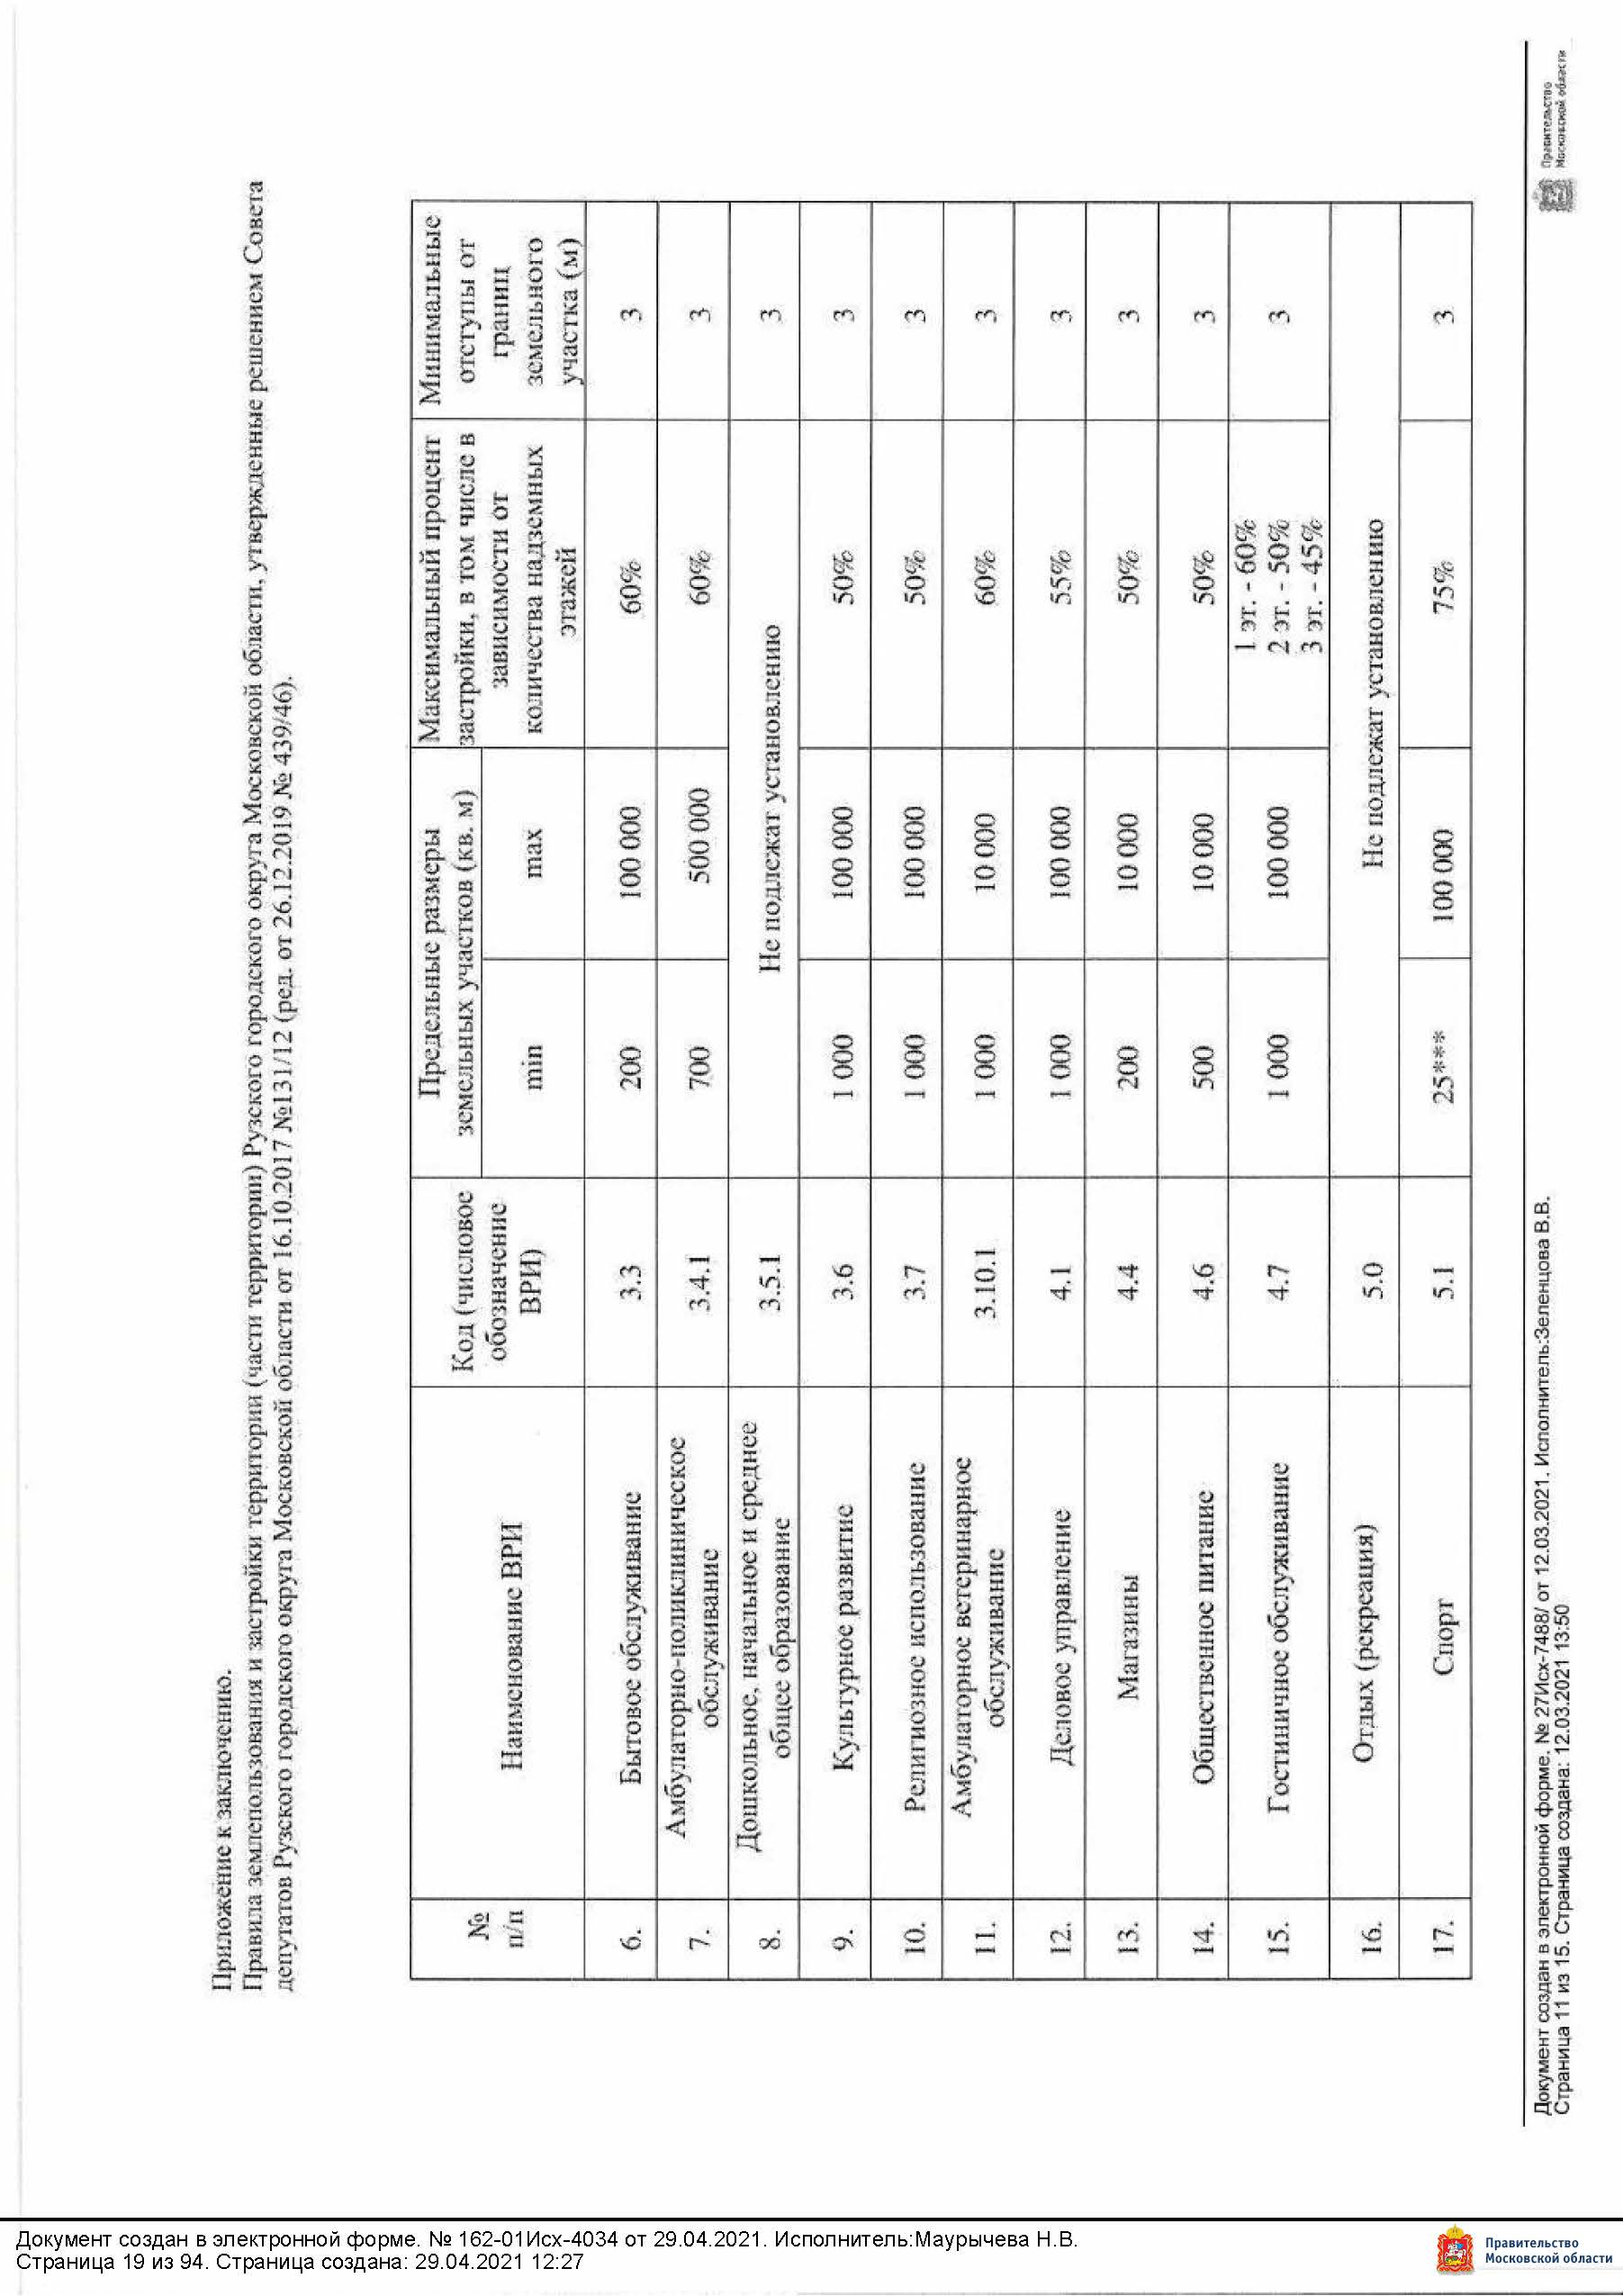 Приложение к заключению.
Правила землепользования и застройки территории (части территории) Рузского городского округа Московской области, утвержденные решением Совета
депутатов Рузского городского округа Московской области от 16.10.2017 №131/12 (ред. от 26.12.2019 № 439/46).
№ п/п Наименование ВРИ Код (числовое обозначение ВРИ) Предельные размеры земельных участков (кв. м) Максимальный процент застройки, в том числе в зависимости от количества надземных этажей Минимальные отступы от границ земельного участка (м)
min max
6. Бытовое обслуживание 3.3 200 100 000 60% 3
7. Амбулаторно-поликлиническое обслуживание 3.4.1 700 500 000 60% 3
8. Дошкольное, начальное и среднее общее образование 3.5.1 Не подлежат установлению 3
9. Культурное развитие 3.6 1 000 100 000 50% 3
10. Религиозное использование 3.7 1 000 100 000 50% 3
11. Амбулаторное ветеринарное обслуживание 3.10.1 1 000 10 000 60% 3
12. Деловое управление 4.1 1 000 100 000 55% 3
13. Магазины 4.4 200 10 000 50% 3
14. Общественное питание 4.6 500 10 000 50% 3
15. Гостиничное обслуживание 4.7 1 000 100 000 1 эт. - 60% 2 эт. - 50% 3 эт. - 45% 3
16. Отдых (рекреация) 5.0 Не подлежат установлению
17. Спорт 5.1 25*** 100 000 75% 3
Документ создан в электронной форме. № 27Исх-7488/ от 12.03.2021. Исполнитель:Зеленцова В.В.
Страница 11 из 15. Страница создана: 12.03.2021 13:50
Правительство
Московской области
Документ создан в электронной форме. № 162-01Исх-4034 от 29.04.2021. Исполнитель:Маурычева Н.В.
Страница 19 из 94. Страница создана: 29.04.2021 12:27
Правительство
Московской области